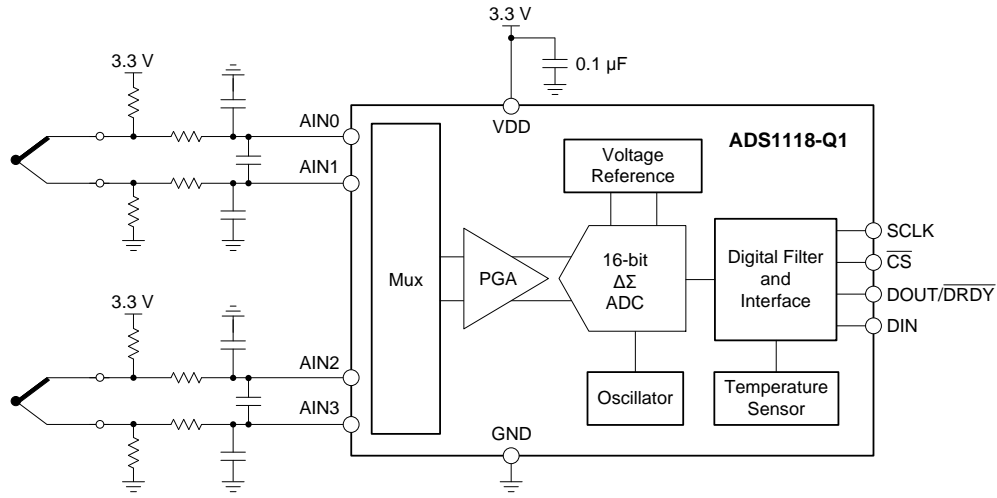 3.3 V
3.3 V
0.1 µF
AIN0
VDD
ADS1118-Q1
Voltage
Reference
AIN1
Mux
PGA
16-bit
ΔΣ
ADC
Digital Filter
and
Interface
SCLK
CS
DOUT/DRDY
DIN
3.3 V
AIN2
Oscillator
Temperature
Sensor
AIN3
GND